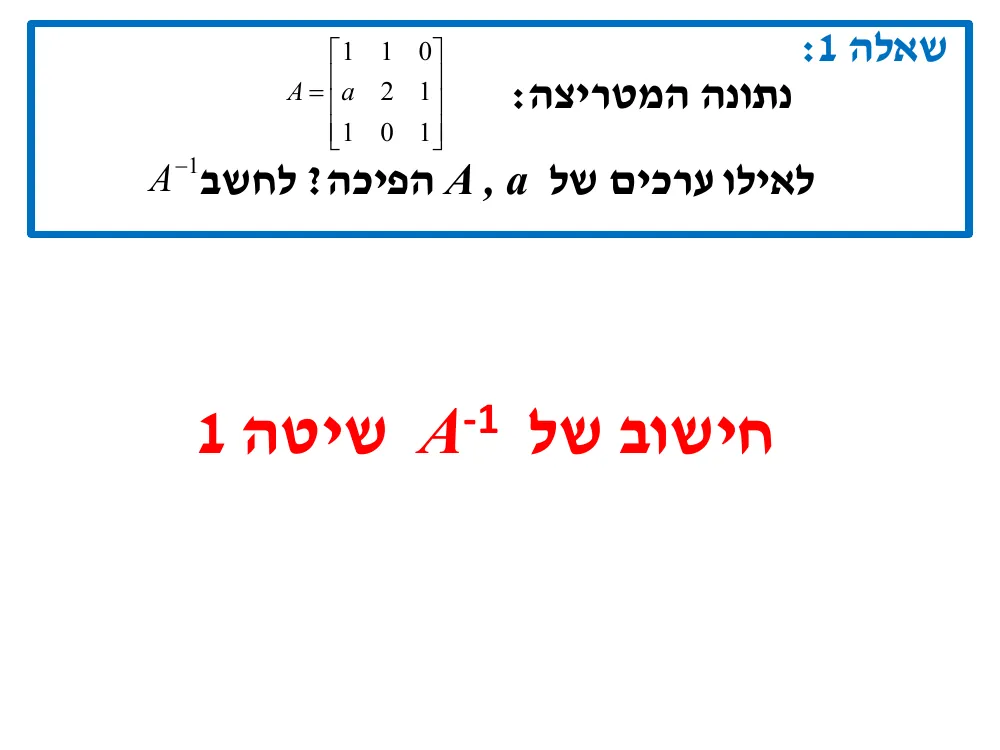 שאלה 1:
נתונה המטריצה: A = [1 1 0
a 2 1
1 0 1]
לאילו ערכים של A , a הפיכה? לחשב A⁻¹
חישוב של A⁻¹ שיטה 1